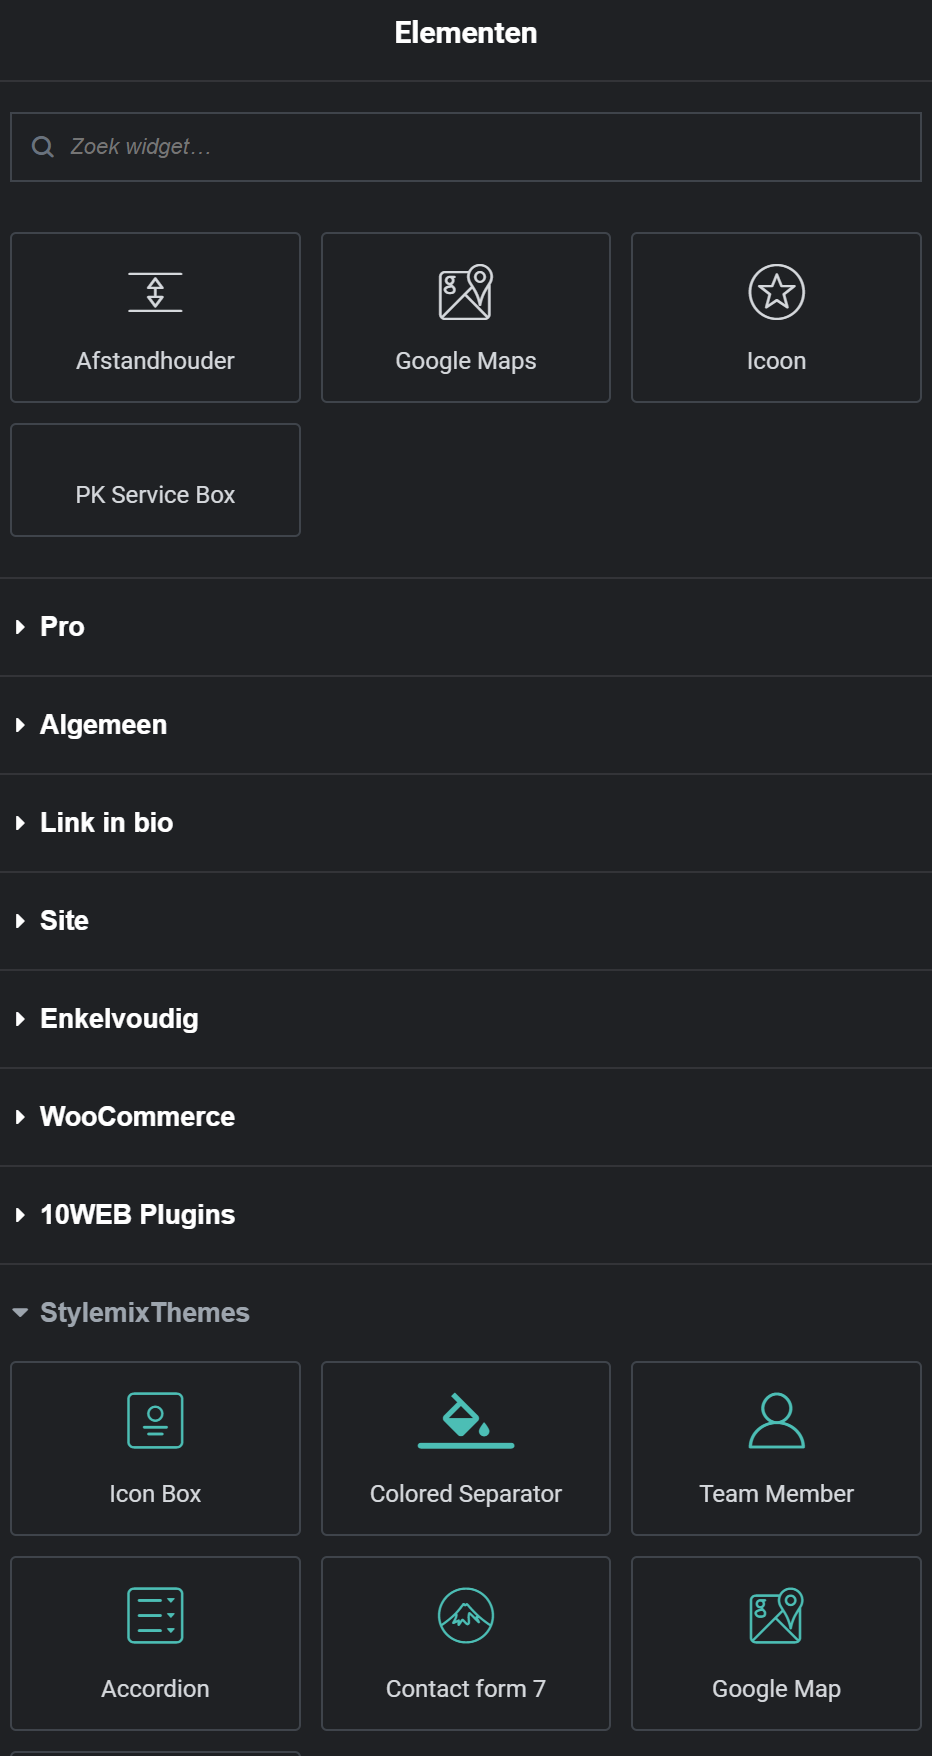 Elementen
Zoek widget...
Afstandhouder
Google Maps
Icoon
PK Service Box
Pro
Algemeen
Link in bio
Site
Enkelvoudig
WooCommerce
10WEB Plugins
StylemixThemes
Icon Box
Colored Separator
Team Member
Accordion
Contact form 7
Google Map